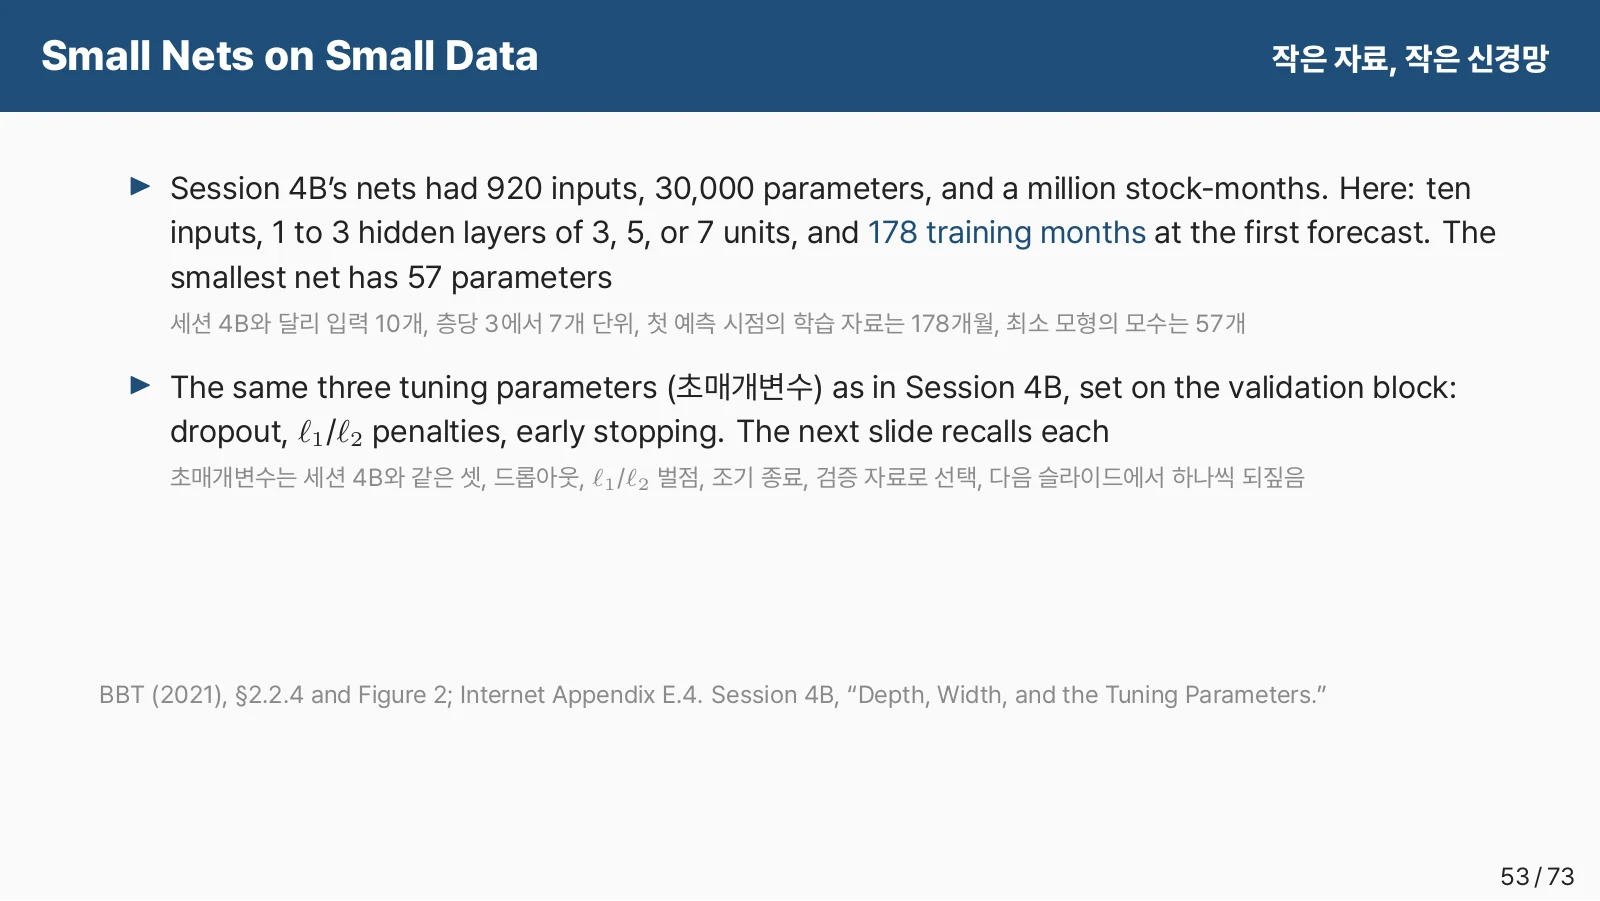 Small Nets on Small Data
작은 자료, 작은 신경망
▶ Session 4B’s nets had 920 inputs, 30,000 parameters, and a million stock-months. Here: ten
inputs, 1 to 3 hidden layers of 3, 5, or 7 units, and 178 training months at the first forecast. The
smallest net has 57 parameters
세션 4B와 달리 입력 10개, 층당 3에서 7개 단위, 첫 예측 시점의 학습 자료는 178개월, 최소 모형의 모수는 57개
▶ The same three tuning parameters (초매개변수) as in Session 4B, set on the validation block:
dropout, ℓ₁/ℓ₂ penalties, early stopping. The next slide recalls each
초매개변수는 세션 4B와 같은 셋, 드롭아웃, ℓ₁/ℓ₂ 벌점, 조기 종료, 검증 자료로 선택, 다음 슬라이드에서 하나씩 되짚음
BBT (2021), §2.2.4 and Figure 2; Internet Appendix E.4. Session 4B, “Depth, Width, and the Tuning Parameters.”
53 / 73